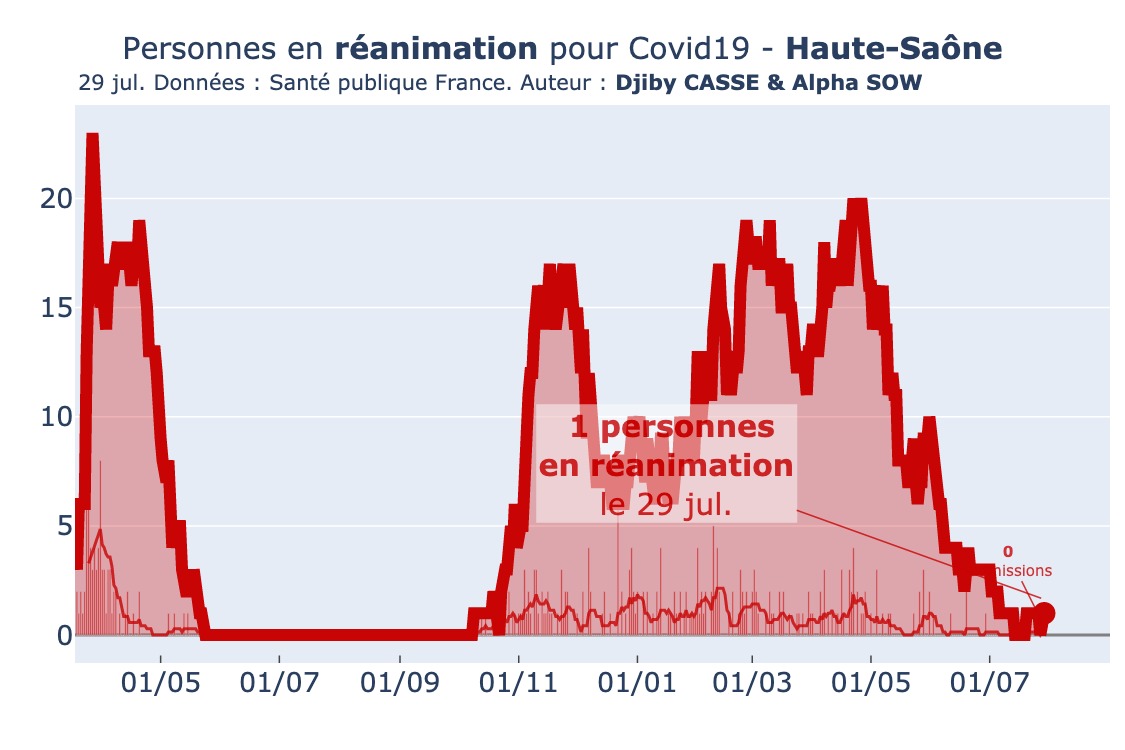 Personnes en réanimation pour Covid19 - Haute-Saône
29 jul. Données : Santé publique France. Auteur : Djiby CASSE & Alpha SOW
20
15
10
5
0
1 personnes
en réanimation
le 29 jul.
0
01/05
01/07
01/09
01/11
01/01
01/03
01/05
01/07